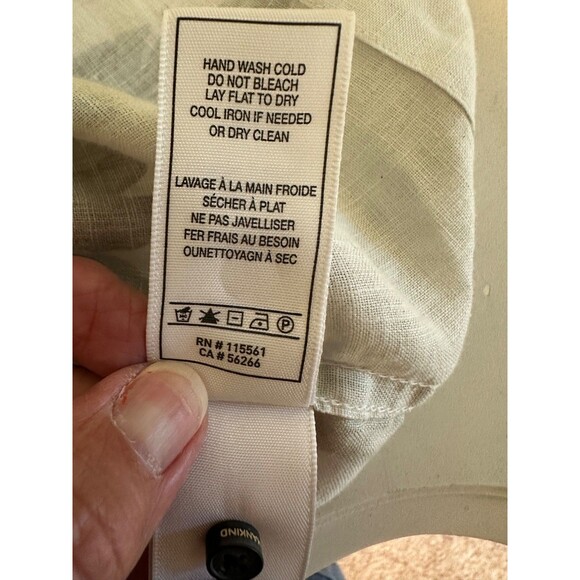 HAND WASH COLD
DO NOT BLEACH
LAY FLAT TO DRY
COOL IRON IF NEEDED
OR DRY CLEAN
LAVAGE À LA MAIN FROIDE
SÉCHER À PLAT
NE PAS JAVELLISER
FER FRAIS AU BESOIN
OUNETTOYAGN À SEC
P
RN # 115561
CA # 56266
MANKIND